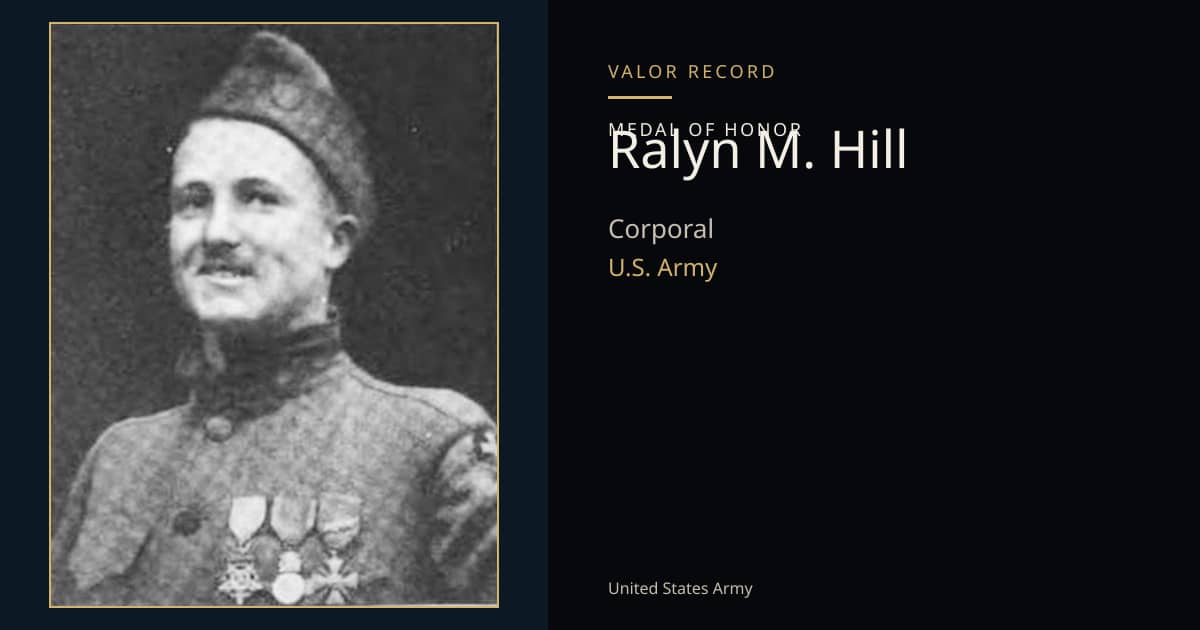 VALOR RECORD
MEDAL OF HONOR
Ralyn M. Hill
Corporal
U.S. Army
United States Army